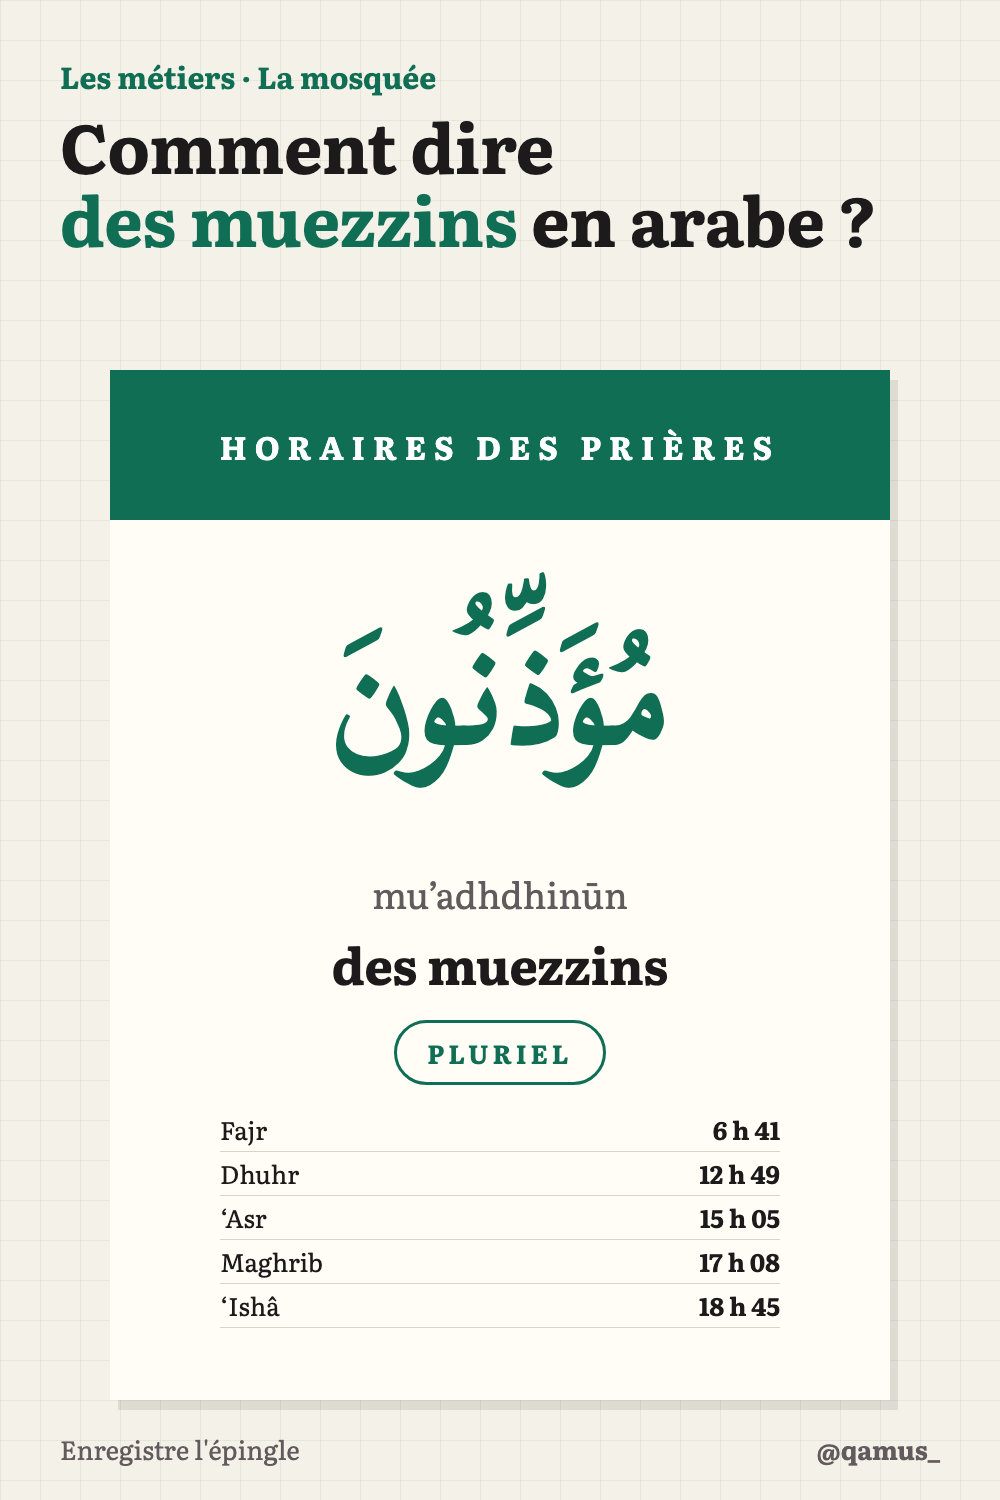 Les métiers · La mosquée
Comment dire
des muezzins en arabe ?
HORAIRES DES PRIÈRES
مُؤَذِّنُونَ
mu’adhdhinūn
des muezzins
PLURIEL
Fajr 6 h 41
Dhuhr 12 h 49
‘Asr 15 h 05
Maghrib 17 h 08
‘Ishâ 18 h 45
Enregistre l'épingle @qamus_